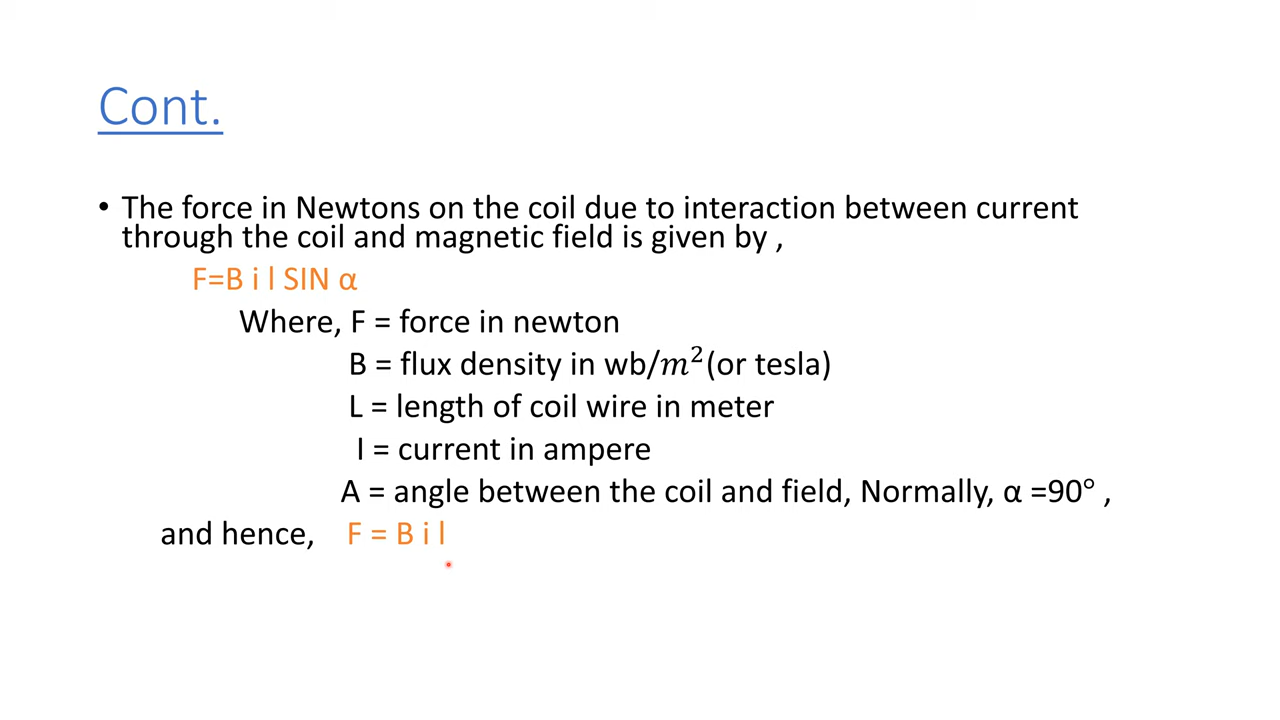 Cont.
• The force in Newtons on the coil due to interaction between current
through the coil and magnetic field is given by ,
F=B i l SIN α
Where, F = force in newton
B = flux density in wb/𝑚²(or tesla)
L = length of coil wire in meter
I = current in ampere
A = angle between the coil and field, Normally, α =90° ,
and hence, F = B i l